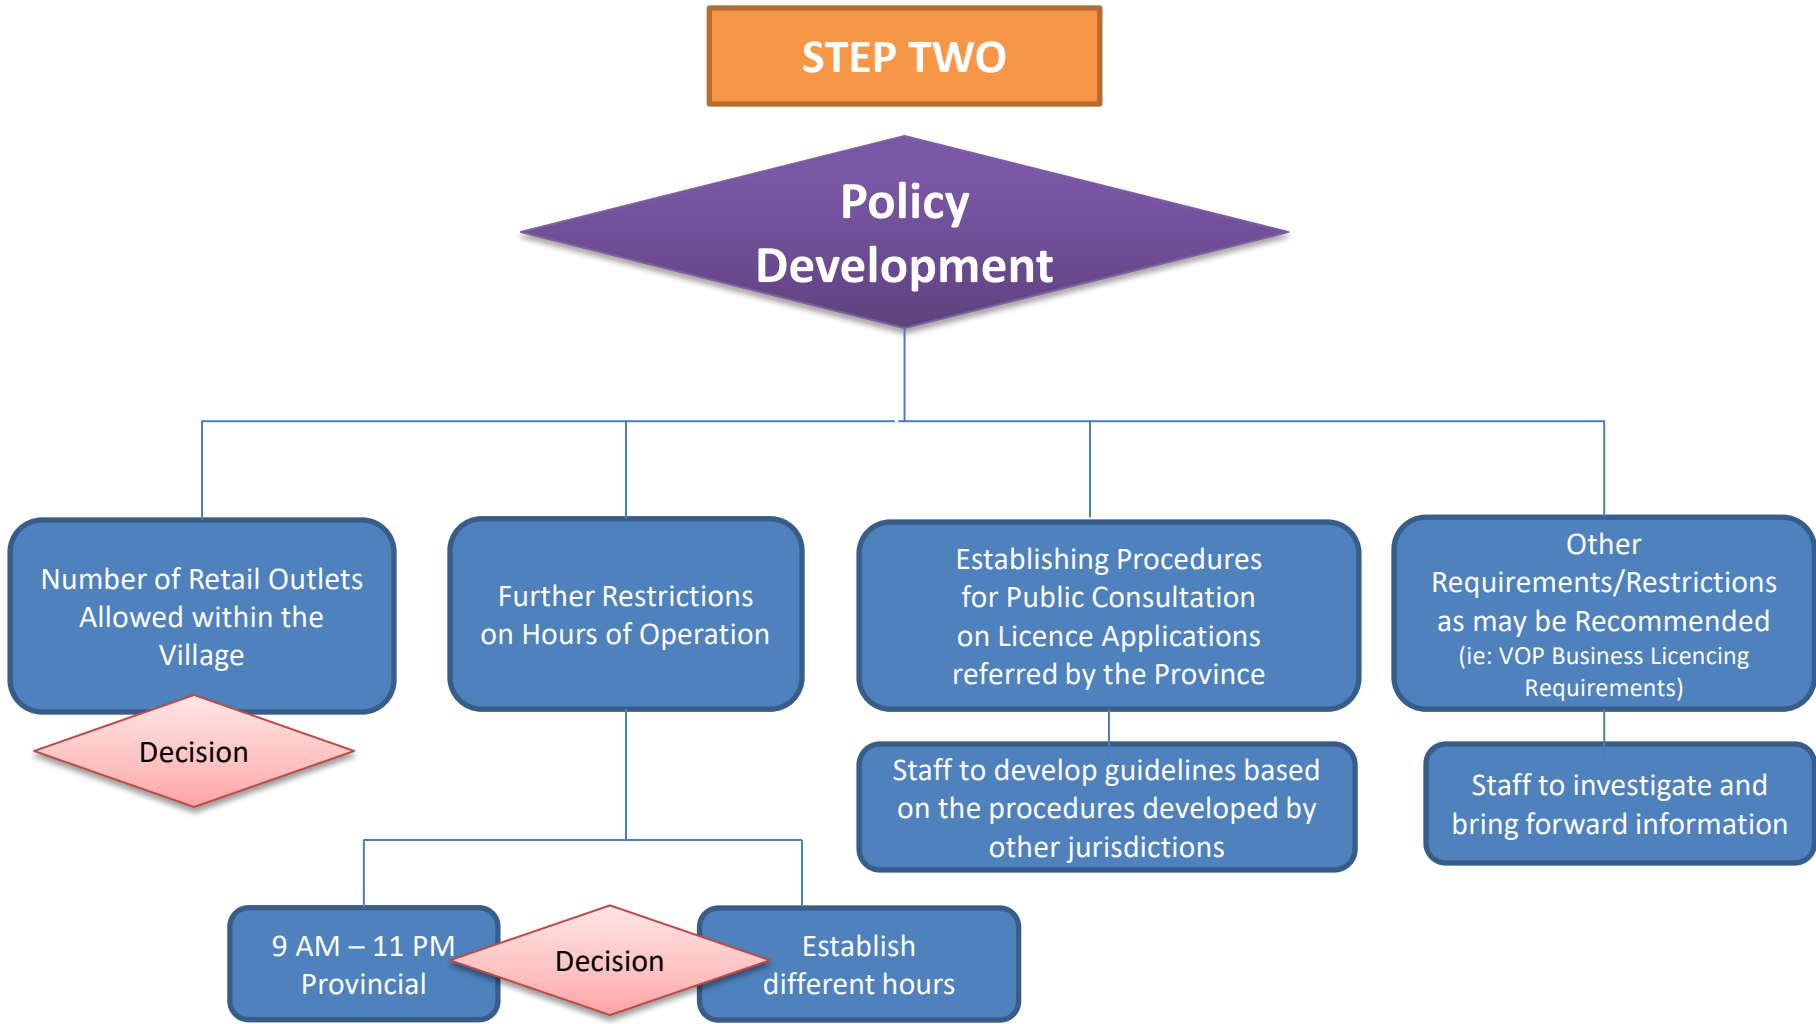 STEP TWO
Policy
Development
Number of Retail Outlets
Allowed within the
Village
Decision
Further Restrictions
on Hours of Operation
Establishing Procedures
for Public Consultation
on Licence Applications
referred by the Province
Other
Requirements/Restrictions
as may be Recommended
(ie: VOP Business Licencing
Requirements)
Staff to develop guidelines based
on the procedures developed by
other jurisdictions
Staff to investigate and
bring forward information
9 AM – 11 PM
Provincial
Decision
Establish
different hours